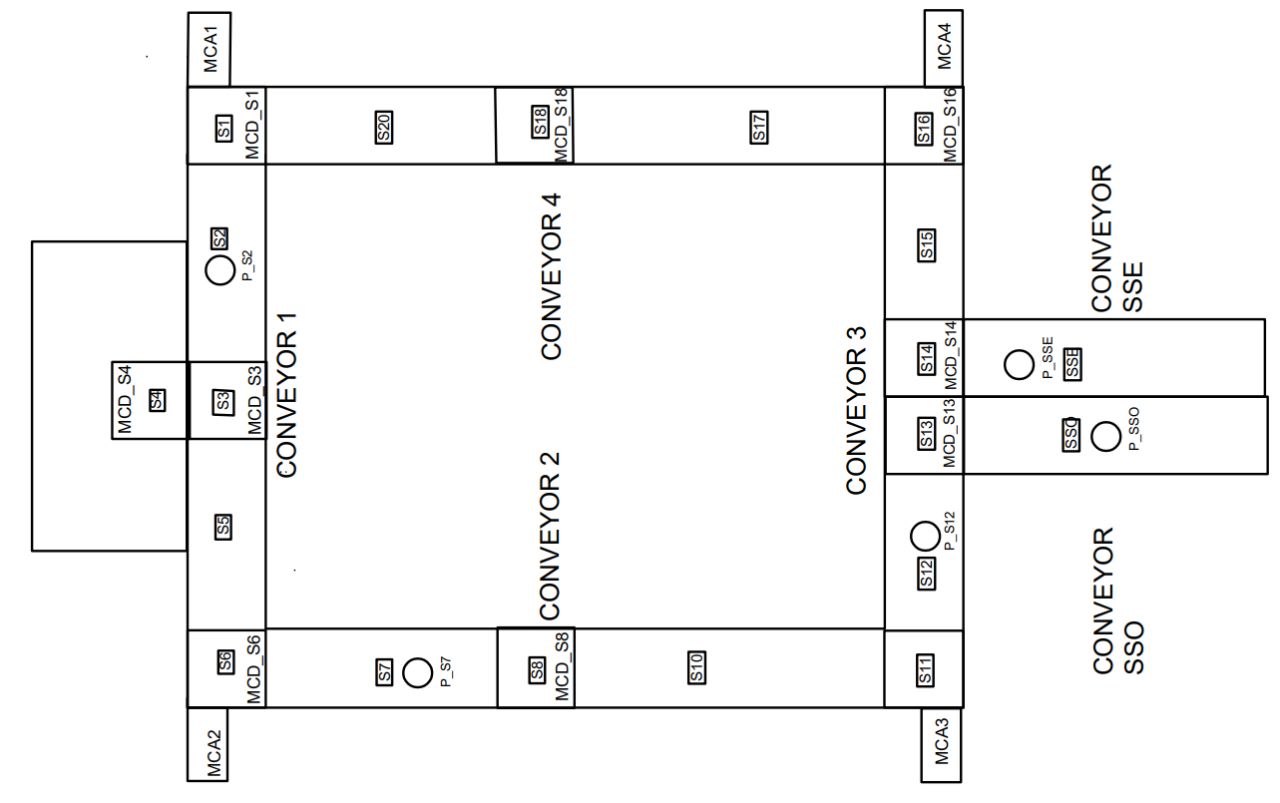 MCA1
MCA4
S1
MCD_S1
S20
S18
MCD_S18
S17
S16
MCD_S16
S2
P_S2
S15
CONVEYOR 4
CONVEYOR
SSE
CONVEYOR 1
CONVEYOR 3
MCD_S4
S4
S3
MCD_S3
S14
MCD_S14
P_SSE
SSE
S13
MCD_S13
SSO
P_SSO
CONVEYOR 2
S5
S12
P_S12
CONVEYOR
SSO
S6
MCD_S6
S7
P_S7
S8
MCD_S8
S10
S11
MCA2
MCA3